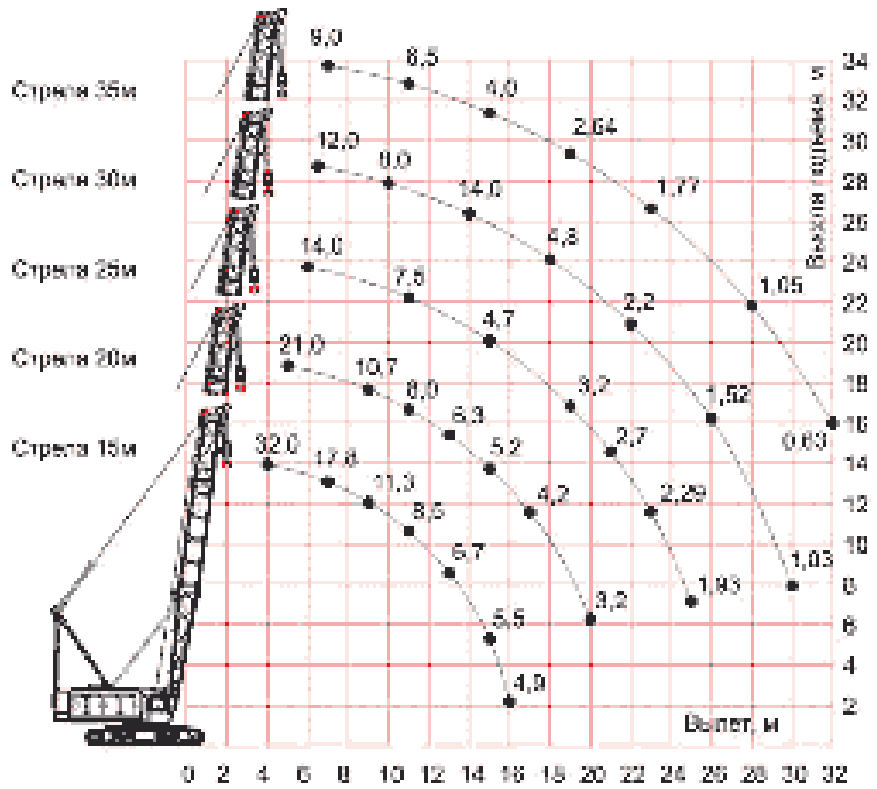 Стрела 35м
Стрела 30м
Стрела 25м
Стрела 20м
Стрела 15м
9,0 6,5 4,0 2,64 1,77 1,05 0,63
12,0 14,0 4,8 2,2 1,52 1,03
14,0 7,5 4,7 3,2 2,7 2,29 1,93
21,0 10,7 8,0 6,3 5,2 4,2 3,2
32,0 17,8 11,3 8,5 6,7 5,5 4,9
34
32
30
28
26
24
22
20
18
16
14
12
10
8
6
4
2
Высота подъема, м
Вылет, м
0 2 4 6 8 10 12 14 16 18 20 22 24 26 28 30 32